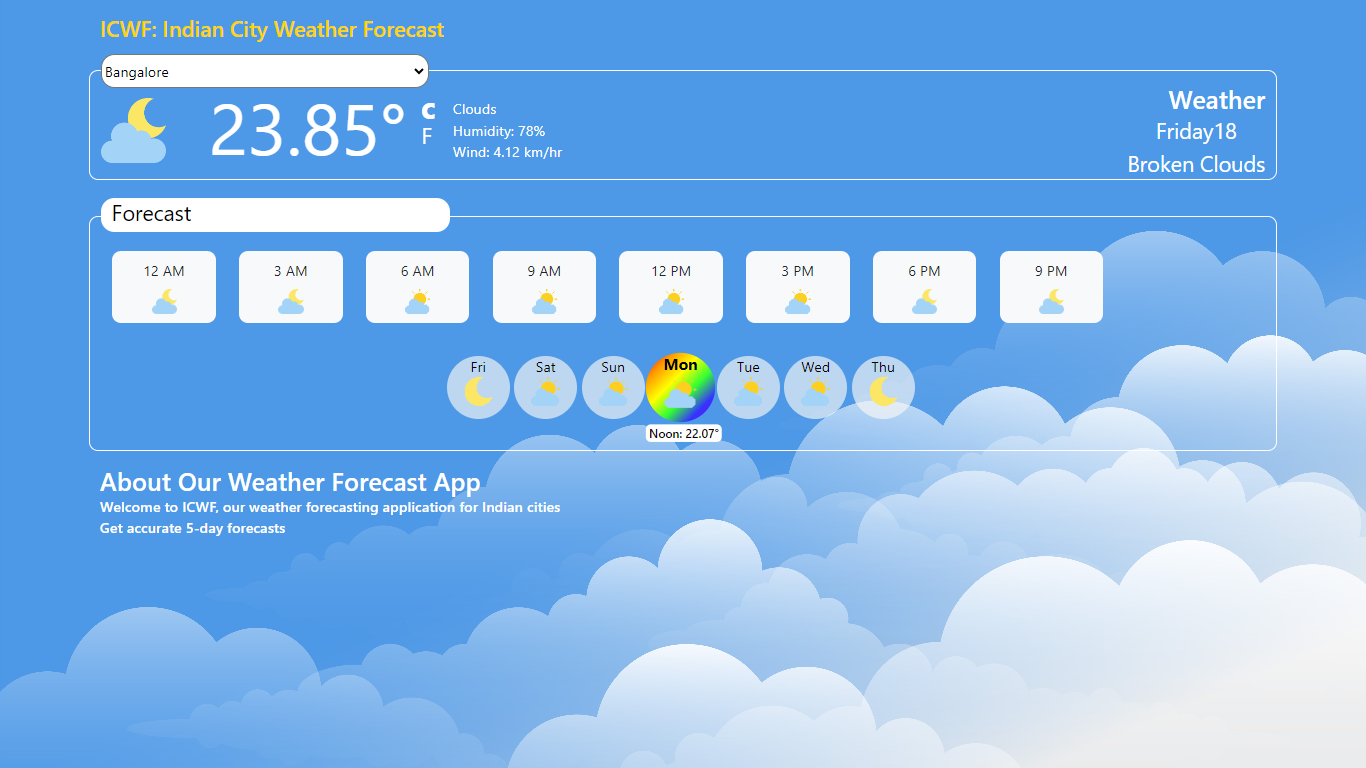 ICWF: Indian City Weather Forecast
Bangalore
23.85° C
F
Clouds
Humidity: 78%
Wind: 4.12 km/hr
Weather
Friday18
Broken Clouds
Forecast
12 AM 3 AM 6 AM 9 AM 12 PM 3 PM 6 PM 9 PM
Fri Sat Sun Mon Tue Wed Thu
Noon: 22.07°
About Our Weather Forecast App
Welcome to ICWF, our weather forecasting application for Indian cities
Get accurate 5-day forecasts